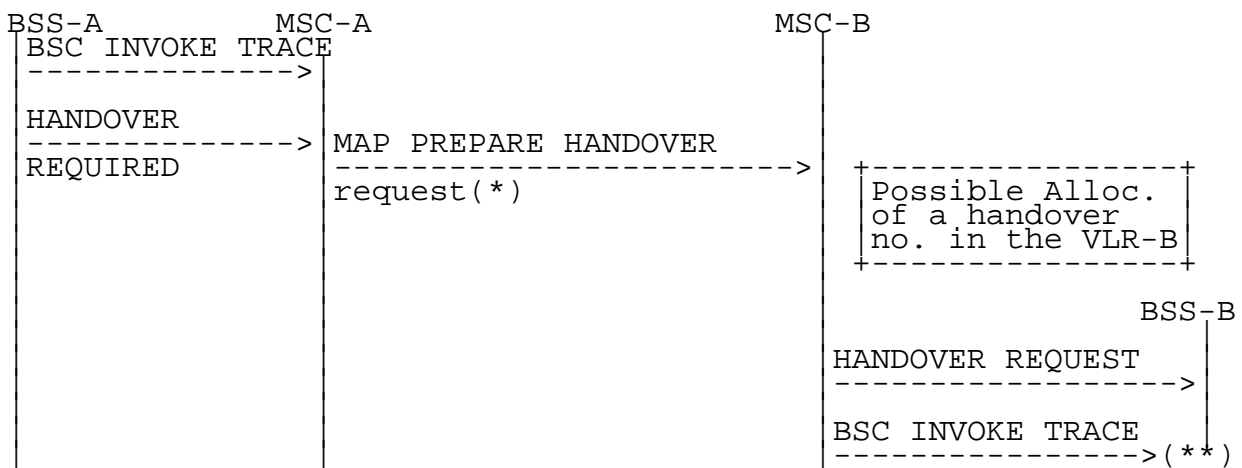 BSS-A MSC-A MSC-B
BSC INVOKE TRACE
HANDOVER
REQUIRED
MAP PREPARE HANDOVER
request(*)
Possible Alloc.
of a handover
no. in the VLR-B
BSS-B
HANDOVER REQUEST
BSC INVOKE TRACE
(**)